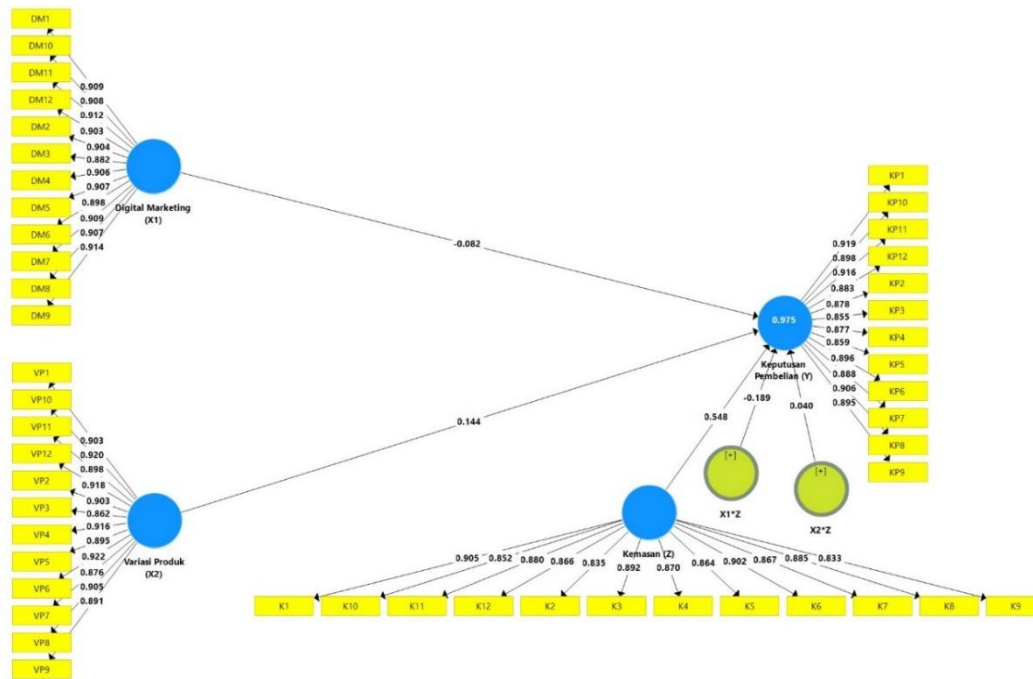 DM1
DM10
DM11
DM12
DM2
DM3
DM4
DM5
DM6
DM7
DM8
DM9
0.909
0.908
0.912
0.903
0.904
0.882
0.906
0.907
0.898
0.909
0.907
0.914
Digital Marketing
(X1)
-0.082
VP1
VP10
VP11
VP12
VP2
VP3
VP4
VP5
VP6
VP7
VP8
VP9
0.903
0.920
0.898
0.918
0.903
0.862
0.916
0.895
0.922
0.876
0.905
0.891
Variasi Produk
(X2)
0.144
KP1
KP10
KP11
KP12
KP2
KP3
KP4
KP5
KP6
KP7
KP8
KP9
0.919
0.898
0.916
0.883
0.878
0.855
0.877
0.859
0.896
0.888
0.906
0.895
0.975
Keputusan
Pembelian (Y)
0.548
-0.189
0.040
[+]
X1*Z
[+]
X2*Z
Kemasan (Z)
0.905
0.852
0.880
0.866
0.835
0.892
0.870
0.864
0.902
0.867
0.885
0.833
K1
K10
K11
K12
K2
K3
K4
K5
K6
K7
K8
K9